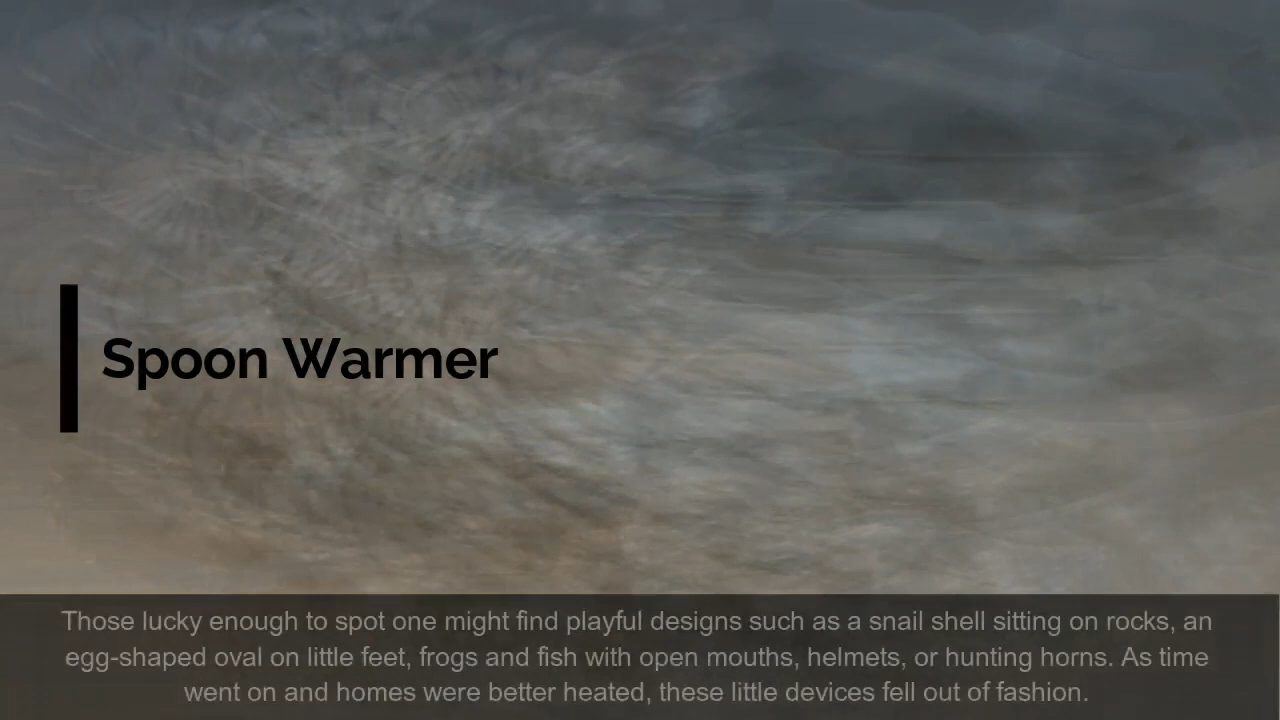 Spoon Warmer
Those lucky enough to spot one might find playful designs such as a snail shell sitting on rocks, an
egg-shaped oval on little feet, frogs and fish with open mouths, helmets, or hunting horns. As time
went on and homes were better heated, these little devices fell out of fashion.